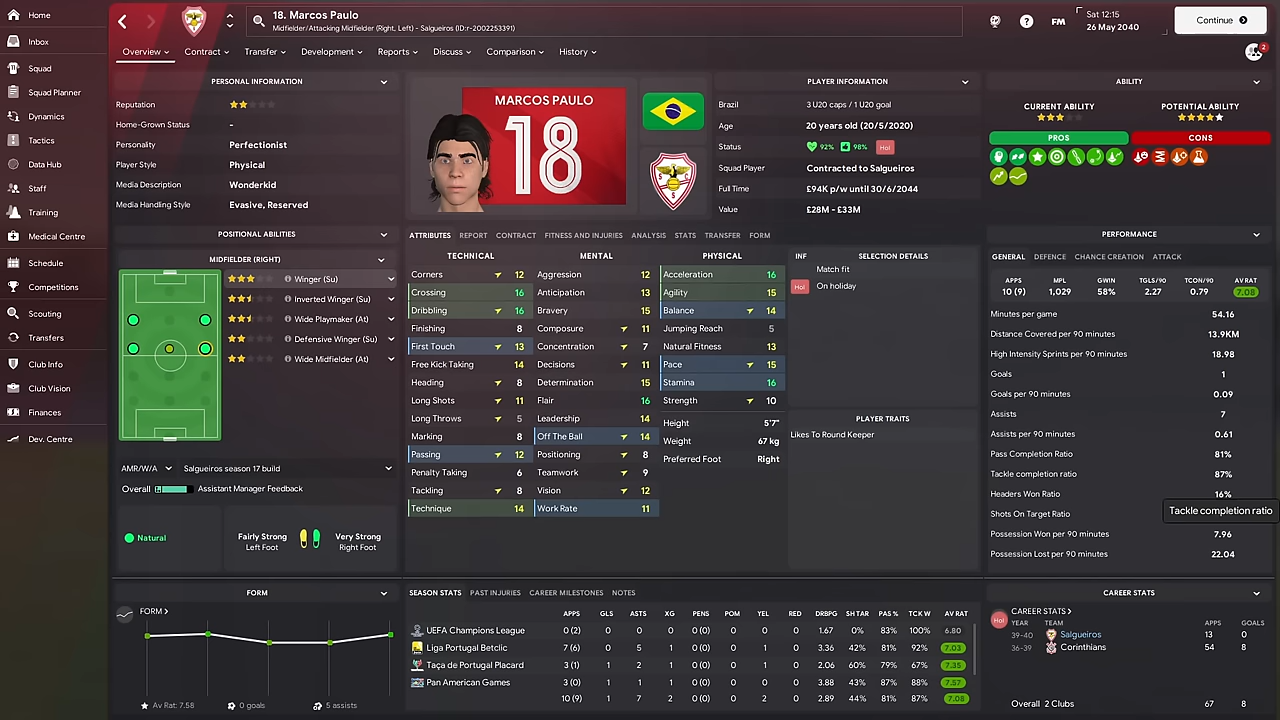 18. Marcos Paulo
Midfielder/Attacking Midfielder (Right, Left) - Salgueiros (ID:r-2002253391)
FM
Sat 12:15
26 May 2040
Continue
2
Home
Inbox
Squad
Squad Planner
Dynamics
Tactics
Data Hub
Staff
Training
Medical Centre
Schedule
Competitions
Scouting
Transfers
Club Info
Club Vision
Finances
Dev. Centre
Overview
Contract
Transfer
Development
Reports
Discuss
Comparison
History
PERSONAL INFORMATION
Reputation
Home-Grown Status -
Personality Perfectionist
Player Style Physical
Media Description Wonderkid
Media Handling Style Evasive, Reserved
MARCOS PAULO
18
PLAYER INFORMATION
Brazil 3 U20 caps / 1 U20 goal
Age 20 years old (20/5/2020)
Status 92% 98% Hol
Squad Player Contracted to Salgueiros
Full Time £94K p/w until 30/6/2044
Value £28M - £33M
ABILITY
CURRENT ABILITY
POTENTIAL ABILITY
PROS
CONS
POSITIONAL ABILITIES
MIDFIELDER (RIGHT)
Winger (Su)
Inverted Winger (Su)
Wide Playmaker (At)
Defensive Winger (Su)
Wide Midfielder (At)
AMR/W/A Salgueiros season 17 build
Overall Assistant Manager Feedback
Natural
Fairly Strong
Left Foot
Very Strong
Right Foot
ATTRIBUTES REPORT CONTRACT FITNESS AND INJURIES ANALYSIS STATS TRANSFER FORM
TECHNICAL
Corners 12
Crossing 16
Dribbling 16
Finishing 8
First Touch 13
Free Kick Taking 14
Heading 8
Long Shots 11
Long Throws 5
Marking 8
Passing 12
Penalty Taking 6
Tackling 8
Technique 14
MENTAL
Aggression 12
Anticipation 13
Bravery 15
Composure 11
Concentration 7
Decisions 11
Determination 15
Flair 16
Leadership 14
Off The Ball 14
Positioning 8
Teamwork 9
Vision 12
Work Rate 11
PHYSICAL
Acceleration 16
Agility 15
Balance 14
Jumping Reach 5
Natural Fitness 13
Pace 15
Stamina 16
Strength 10
Height 5'7"
Weight 67 kg
Preferred Foot Right
INF SELECTION DETAILS
Match fit
Hol On holiday
PLAYER TRAITS
Likes To Round Keeper
PERFORMANCE
GENERAL DEFENCE CHANCE CREATION ATTACK
APPS MPL GWIN TGLS/90 TCON/90 AV RAT
10 (9) 1,029 58% 2.27 0.79 7.08
Minutes per game 54.16
Distance Covered per 90 minutes 13.9KM
High Intensity Sprints per 90 minutes 18.98
Goals 1
Goals per 90 minutes 0.09
Assists 7
Assists per 90 minutes 0.61
Pass Completion Ratio 81%
Tackle completion ratio 87%
Headers Won Ratio 16%
Shots On Target Ratio
Tackle completion ratio
Possession Won per 90 minutes 7.96
Possession Lost per 90 minutes 22.04
FORM
FORM >
Av Rat: 7.58 0 goals 5 assists
SEASON STATS PAST INJURIES CAREER MILESTONES NOTES
APPS GLS ASTS XG PENS POM YEL RED DRBPG SH TAR PAS % TCK W AV RAT
UEFA Champions League 0 (2) 0 0 0 0 (0) 0 0 0 1.67 0% 83% 100% 6.80
Liga Portugal Betclic 7 (6) 0 5 1 0 (0) 0 1 0 3.36 42% 81% 92% 7.03
Taça de Portugal Placard 3 (1) 1 2 1 0 (0) 0 1 0 2.06 60% 79% 67% 7.35
Pan American Games 3 (0) 1 1 1 0 (0) 0 0 0 3.88 43% 87% 88% 7.57
10 (9) 1 7 2 0 (0) 0 2 0 2.89 44% 81% 87% 7.08
CAREER STATS
Hol
CAREER STATS >
YEAR TEAM APPS GOALS
39-40 Salgueiros 13 0
36-39 Corinthians 54 8
Overall 2 Clubs 67 8